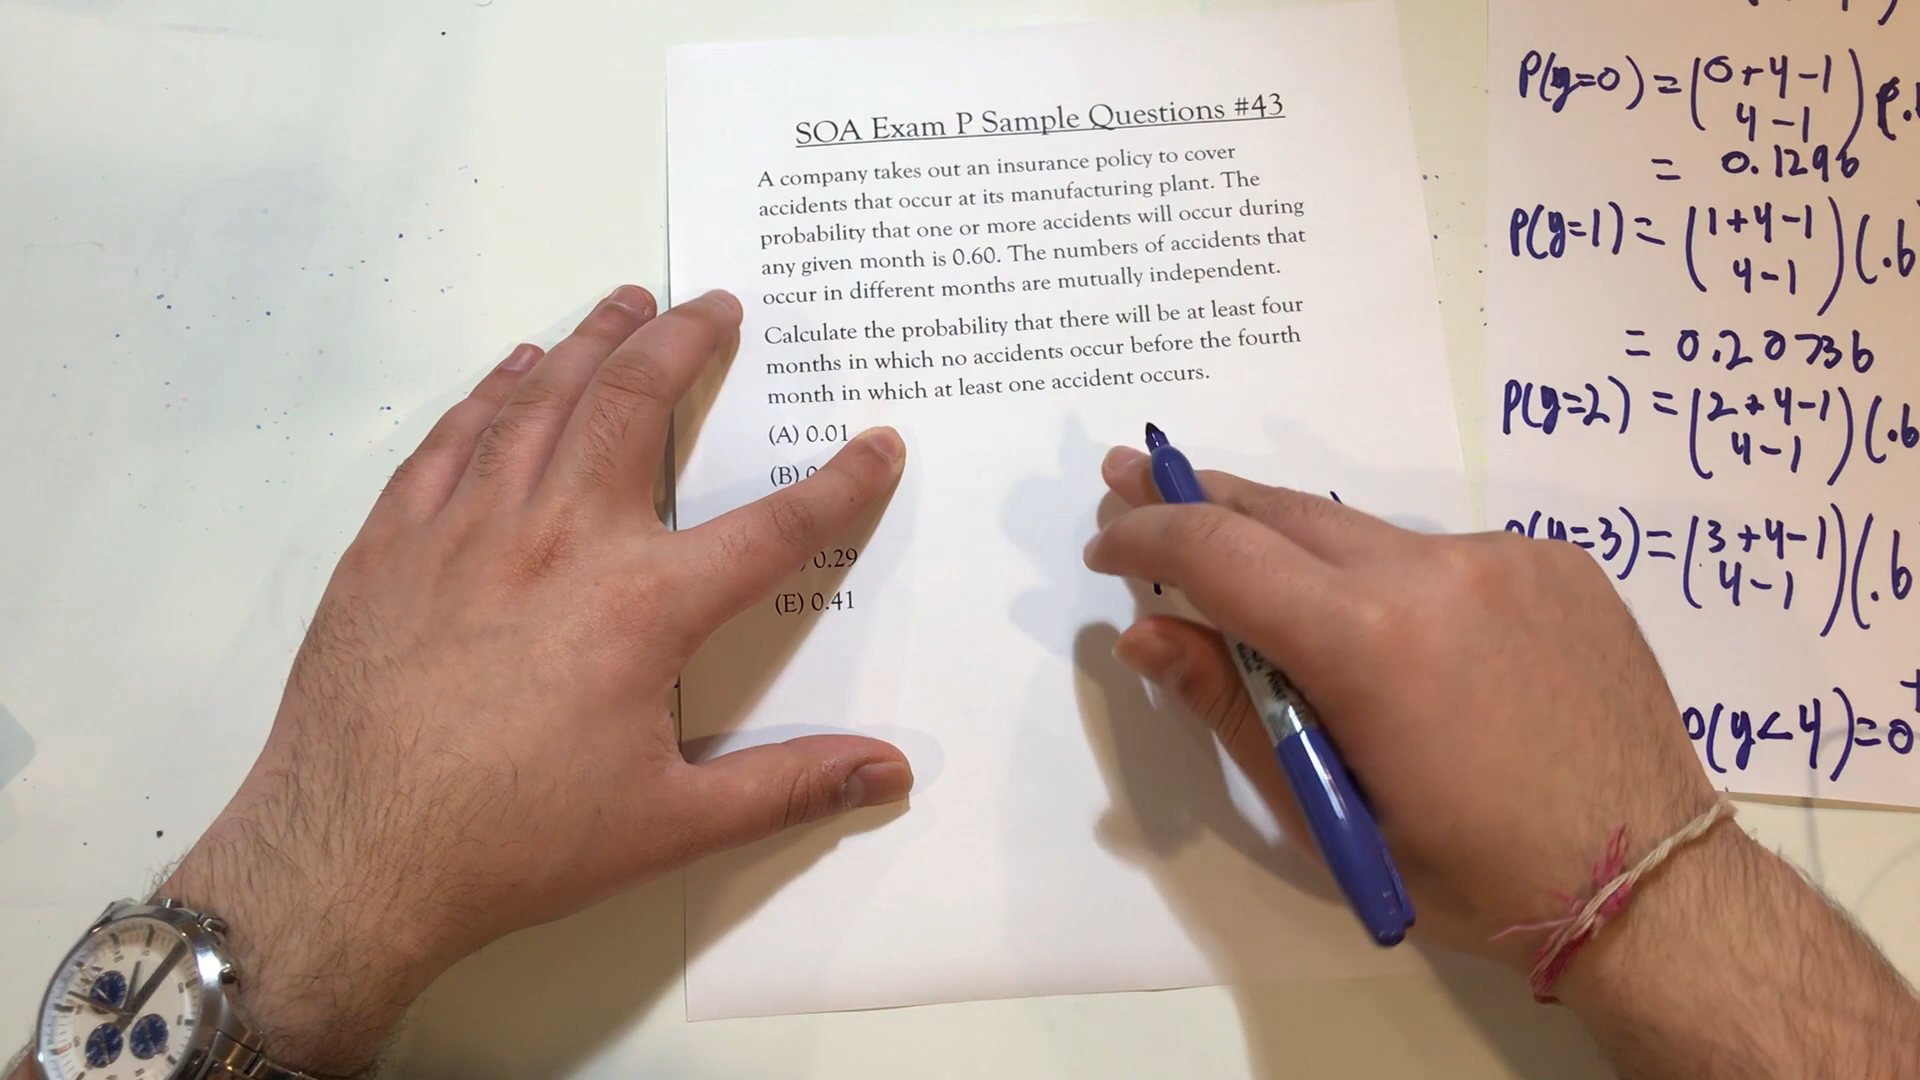 SOA Exam P Sample Questions #43
A company takes out an insurance policy to cover
accidents that occur at its manufacturing plant. The
probability that one or more accidents will occur during
any given month is 0.60. The numbers of accidents that
occur in different months are mutually independent.
Calculate the probability that there will be at least four
months in which no accidents occur before the fourth
month in which at least one accident occurs.
(A) 0.01
(B)
0.29
(E) 0.41
P(y=0) = (0+4-1
4-1)
= 0.1296
P(y=1) = (1+4-1
4-1) (.6
= 0.20736
P(y=2) = (2+4-1
4-1) (.6
(y=3) = (3+4-1
4-1) (.6
P(y<4)=0